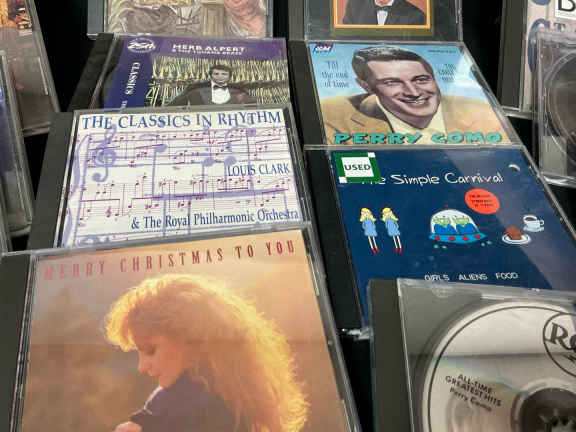 25th
HERB ALPERT
CLASSICS
'Till the end of time
PERRY COMO
THE CLASSICS IN RHYTHM
LOUIS CLARK
& THE ROYAL PHILHARMONIC ORCHESTRA
USED
The Simple Carnival
GIRLS ALIENS FOOD
MERRY CHRISTMAS TO YOU
ALL-TIME
GREATEST HITS
Perry Como